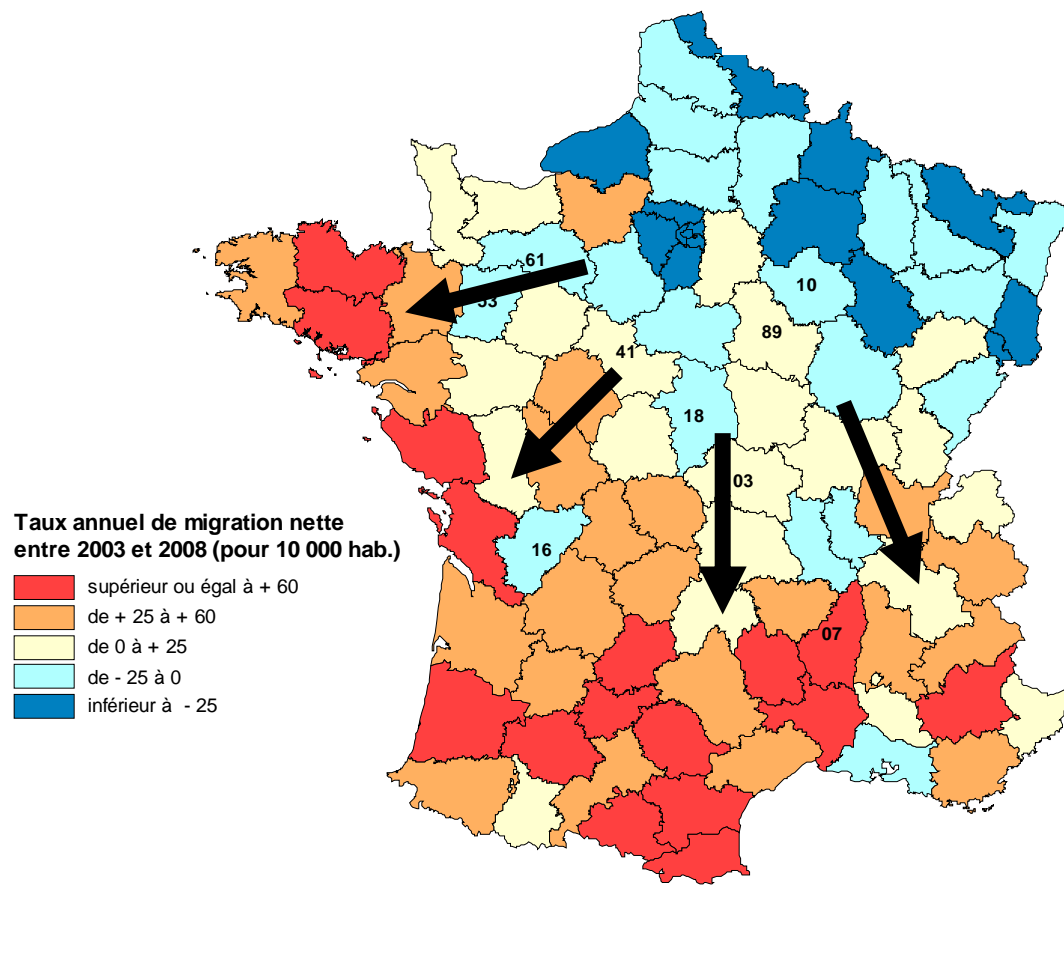 61
53
10
89
41
18
03
16
07
Taux annuel de migration nette
entre 2003 et 2008 (pour 10 000 hab.)
supérieur ou égal à + 60
de + 25 à + 60
de 0 à + 25
de - 25 à 0
inférieur à - 25